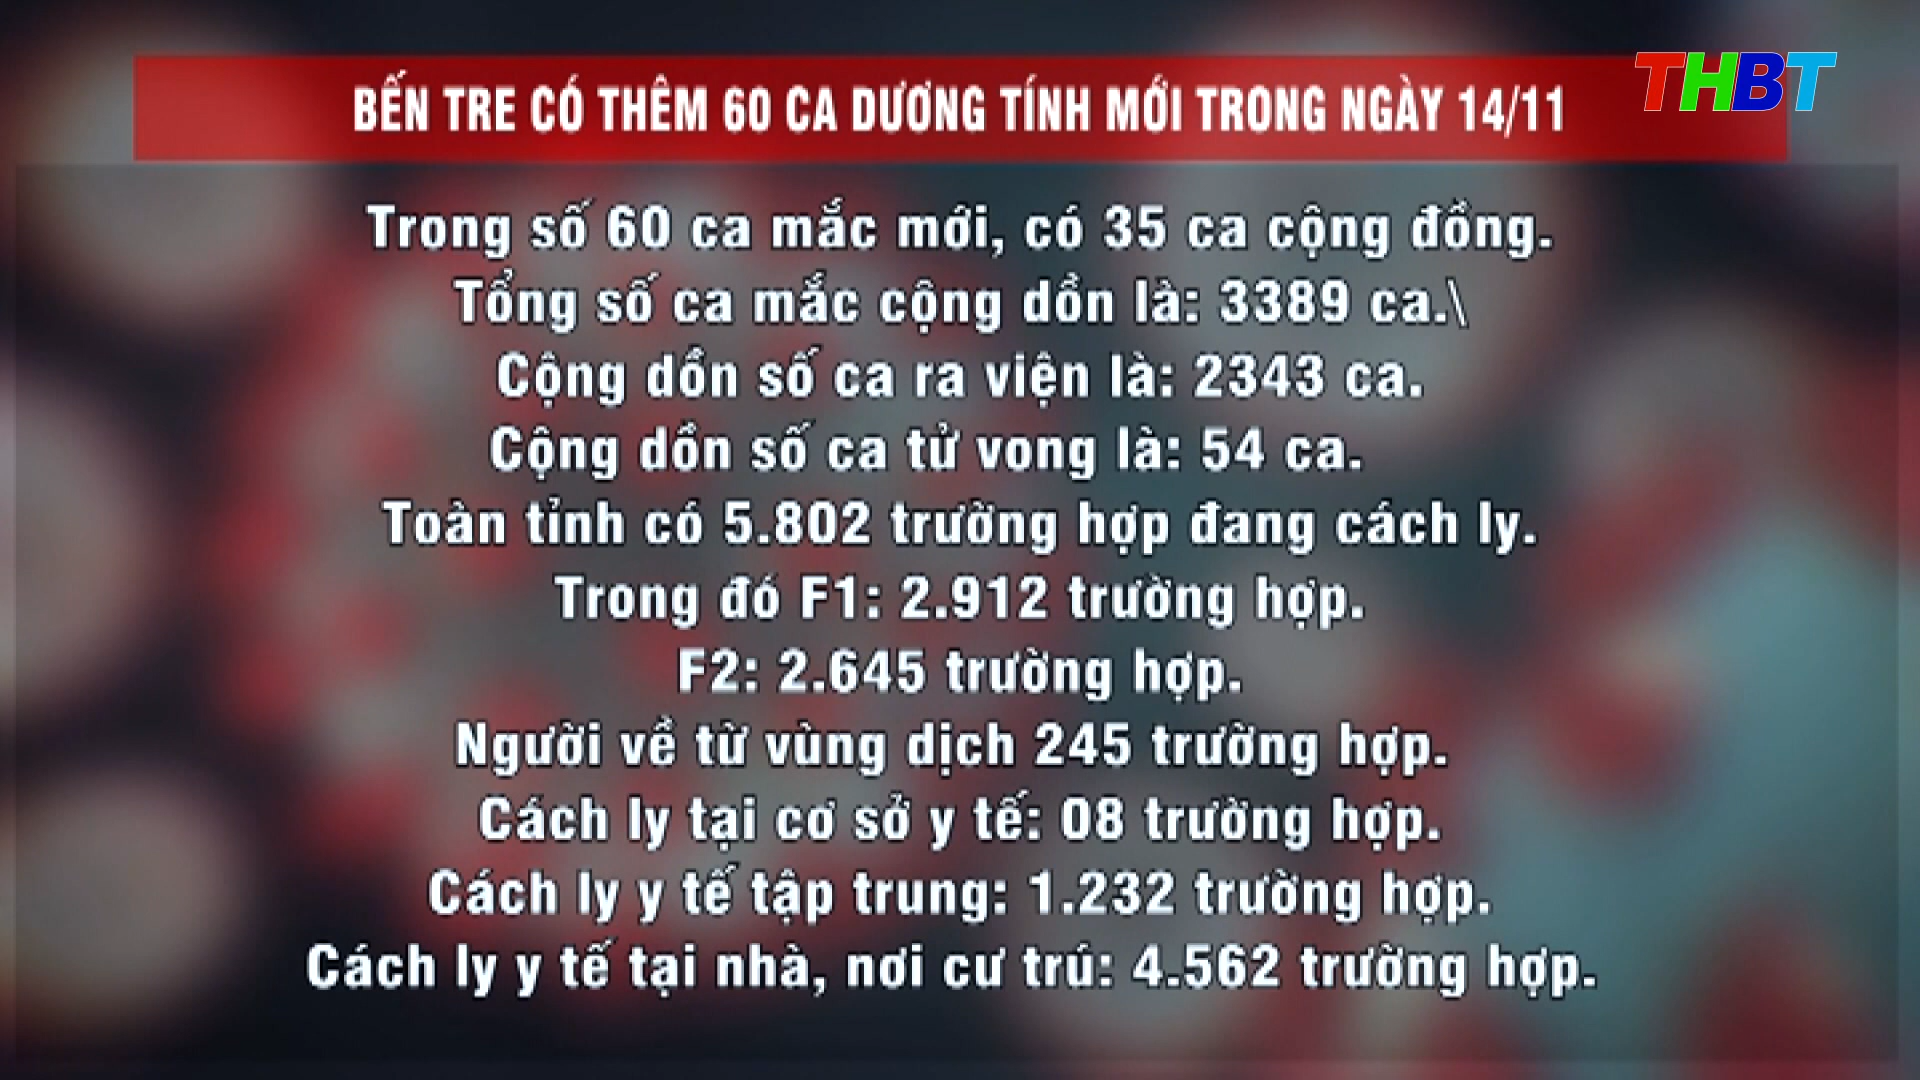 THBT
BẾN TRE CÓ THÊM 60 CA DƯƠNG TÍNH MỚI TRONG NGÀY 14/11
Trong số 60 ca mắc mới, có 35 ca cộng đồng.
Tổng số ca mắc cộng dồn là: 3389 ca.\
Cộng dồn số ca ra viện là: 2343 ca.
Cộng dồn số ca tử vong là: 54 ca.
Toàn tỉnh có 5.802 trường hợp đang cách ly.
Trong đó F1: 2.912 trường hợp.
F2: 2.645 trường hợp.
Người về từ vùng dịch 245 trường hợp.
Cách ly tại cơ sở y tế: 08 trường hợp.
Cách ly y tế tập trung: 1.232 trường hợp.
Cách ly y tế tại nhà, nơi cư trú: 4.562 trường hợp.